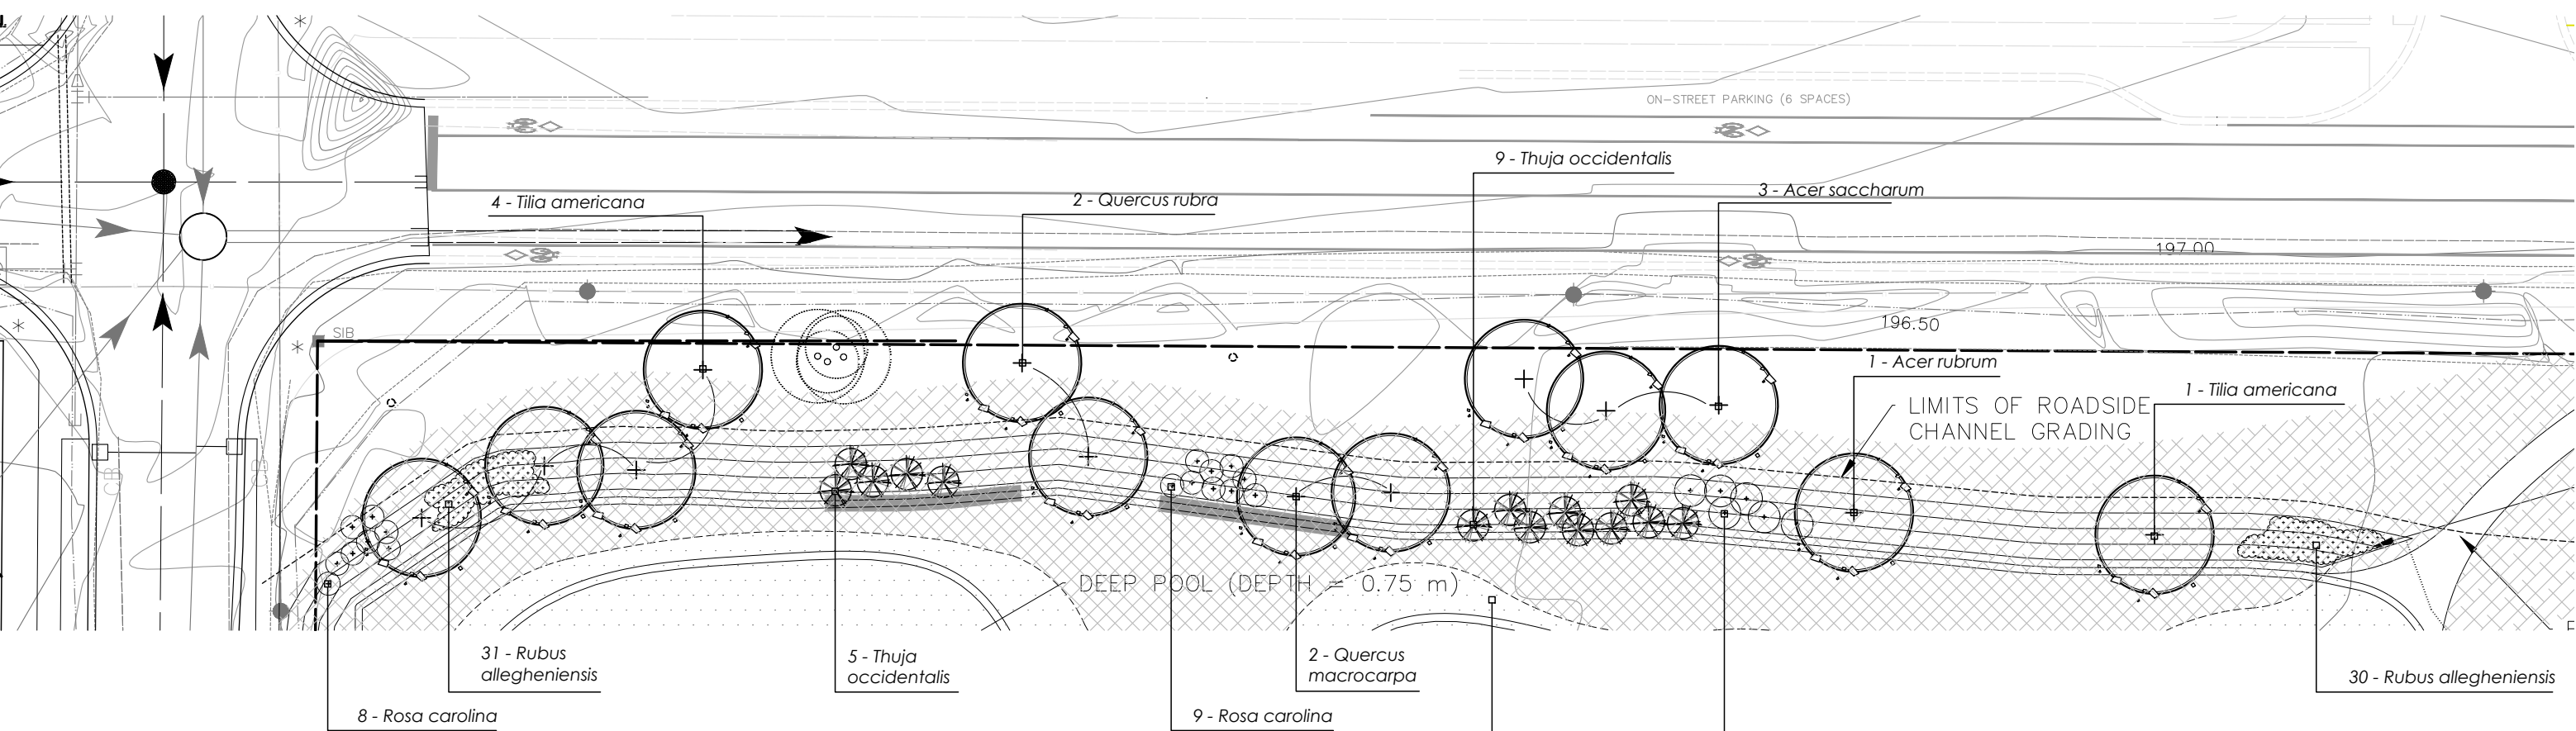 ON-STREET PARKING (6 SPACES)
9 - Thuja occidentalis
3 - Acer saccharum
4 - Tilia americana
2 - Quercus rubra
197.00
196.50
SIB
1 - Acer rubrum
1 - Tilia americana
LIMITS OF ROADSIDE
CHANNEL GRADING
CB
CB
DEEP POOL (DEPTH = 0.75 m)
31 - Rubus
allegheniensis
5 - Thuja
occidentalis
2 - Quercus
macrocarpa
30 - Rubus allegheniensis
8 - Rosa carolina
9 - Rosa carolina